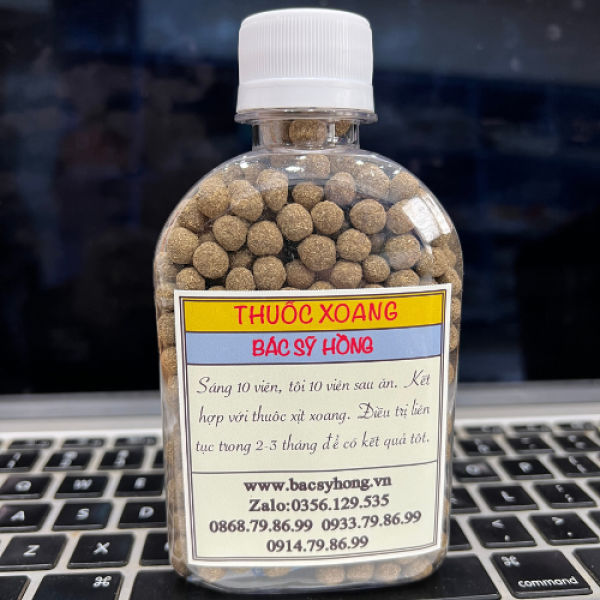 THUỐC XOANG
BÁC SỸ HỒNG
Sáng 10 viên, tối 10 viên sau ăn. Kết
hợp với thuốc xịt xoang. Điều trị liên
tục trong 2-3 tháng để có kết quả tốt.
www.bacsyhong.vn
Zalo:0356.129.535
0868.79.86.99 0933.79.86.99
0914.79.86.99
Q
W
A
S
Z
X
P
L
M
⌘
command
⌘